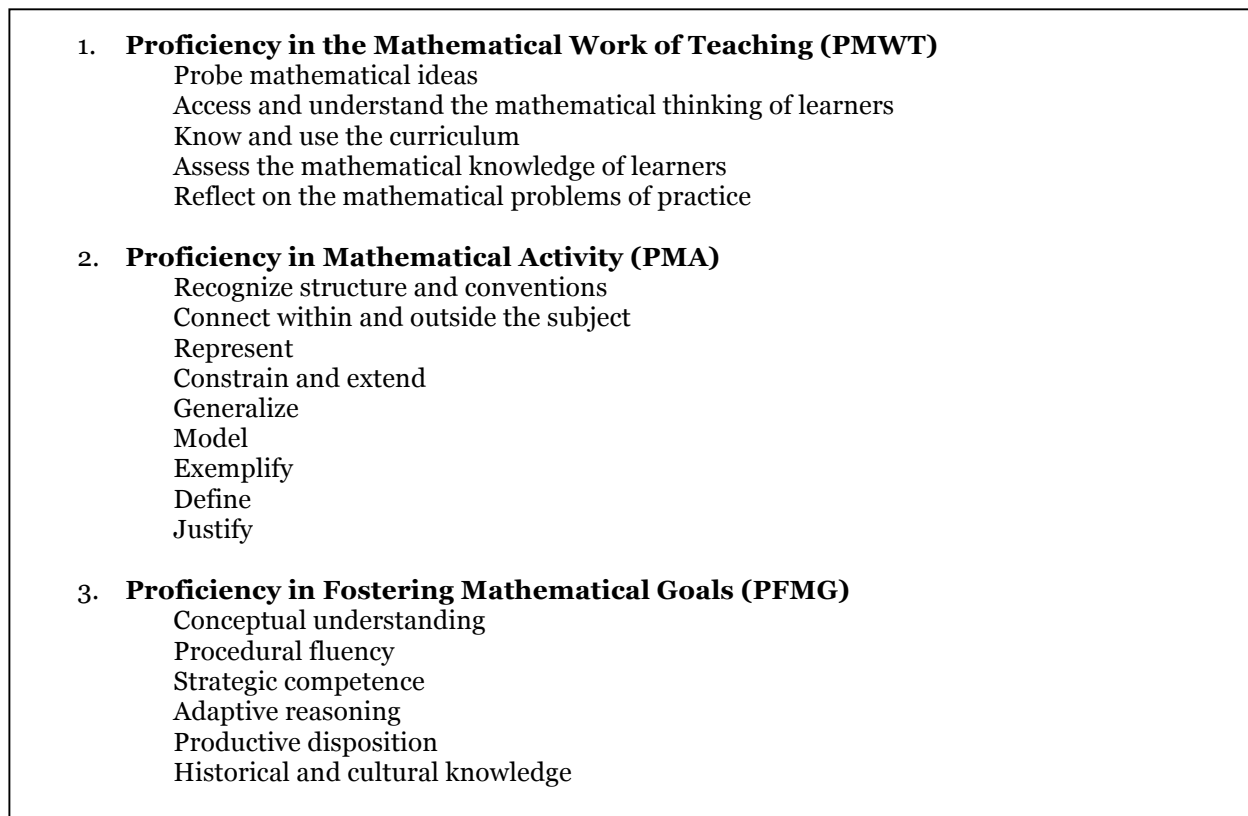 1. Proficiency in the Mathematical Work of Teaching (PMWT)
Probe mathematical ideas
Access and understand the mathematical thinking of learners
Know and use the curriculum
Assess the mathematical knowledge of learners
Reflect on the mathematical problems of practice
2. Proficiency in Mathematical Activity (PMA)
Recognize structure and conventions
Connect within and outside the subject
Represent
Constrain and extend
Generalize
Model
Exemplify
Define
Justify
3. Proficiency in Fostering Mathematical Goals (PFMG)
Conceptual understanding
Procedural fluency
Strategic competence
Adaptive reasoning
Productive disposition
Historical and cultural knowledge